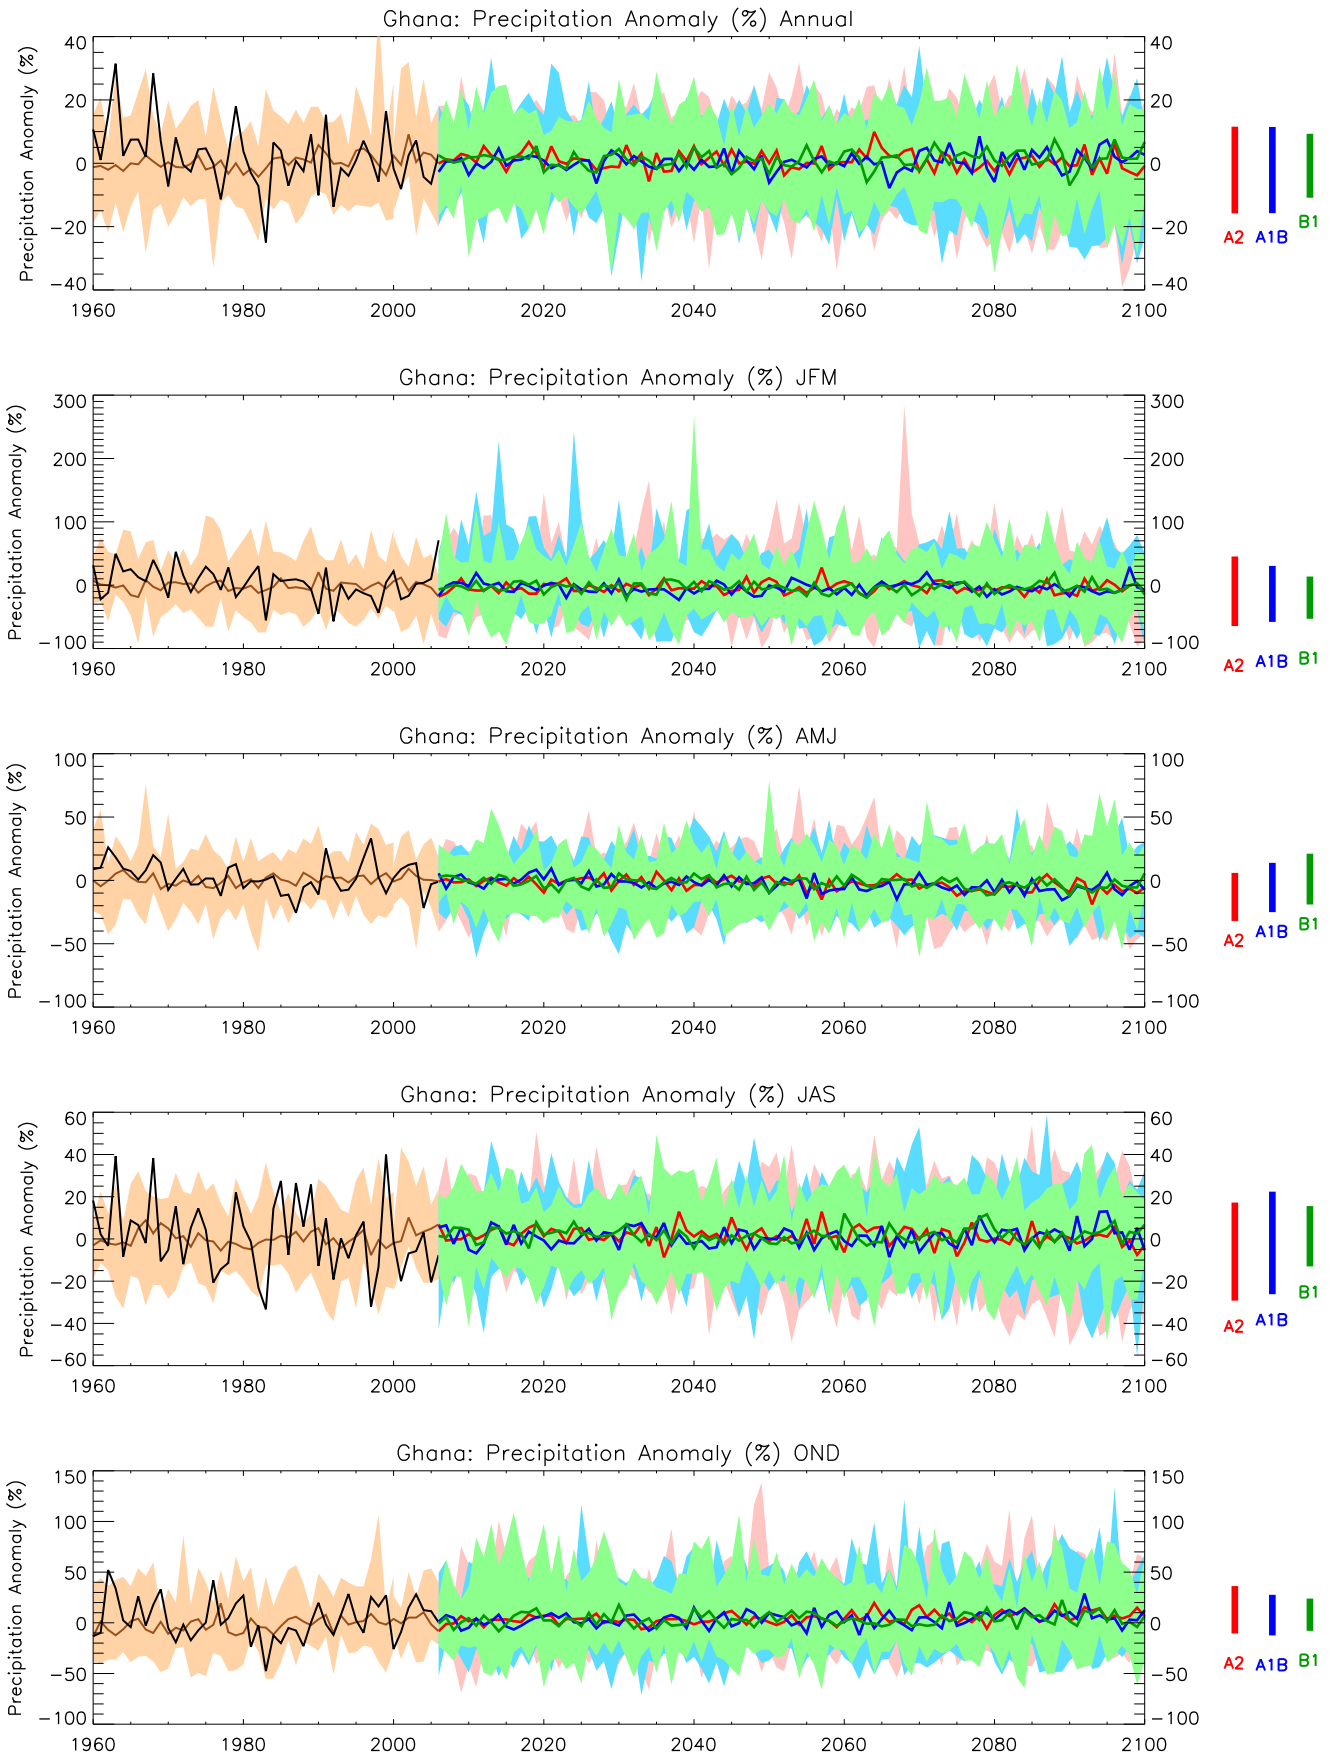 Ghana: Precipitation Anomaly (%) Annual
Precipitation Anomaly (%)
40 20 0 −20 −40
40 20 0 −20 −40
1960 1980 2000 2020 2040 2060 2080 2100
A2 A1B B1
Ghana: Precipitation Anomaly (%) JFM
Precipitation Anomaly (%)
300 200 100 0 −100
300 200 100 0 −100
1960 1980 2000 2020 2040 2060 2080 2100
A2 A1B B1
Ghana: Precipitation Anomaly (%) AMJ
Precipitation Anomaly (%)
100 50 0 −50 −100
100 50 0 −50 −100
1960 1980 2000 2020 2040 2060 2080 2100
A2 A1B B1
Ghana: Precipitation Anomaly (%) JAS
Precipitation Anomaly (%)
60 40 20 0 −20 −40 −60
60 40 20 0 −20 −40 −60
1960 1980 2000 2020 2040 2060 2080 2100
A2 A1B B1
Ghana: Precipitation Anomaly (%) OND
Precipitation Anomaly (%)
150 100 50 0 −50 −100
150 100 50 0 −50 −100
1960 1980 2000 2020 2040 2060 2080 2100
A2 A1B B1